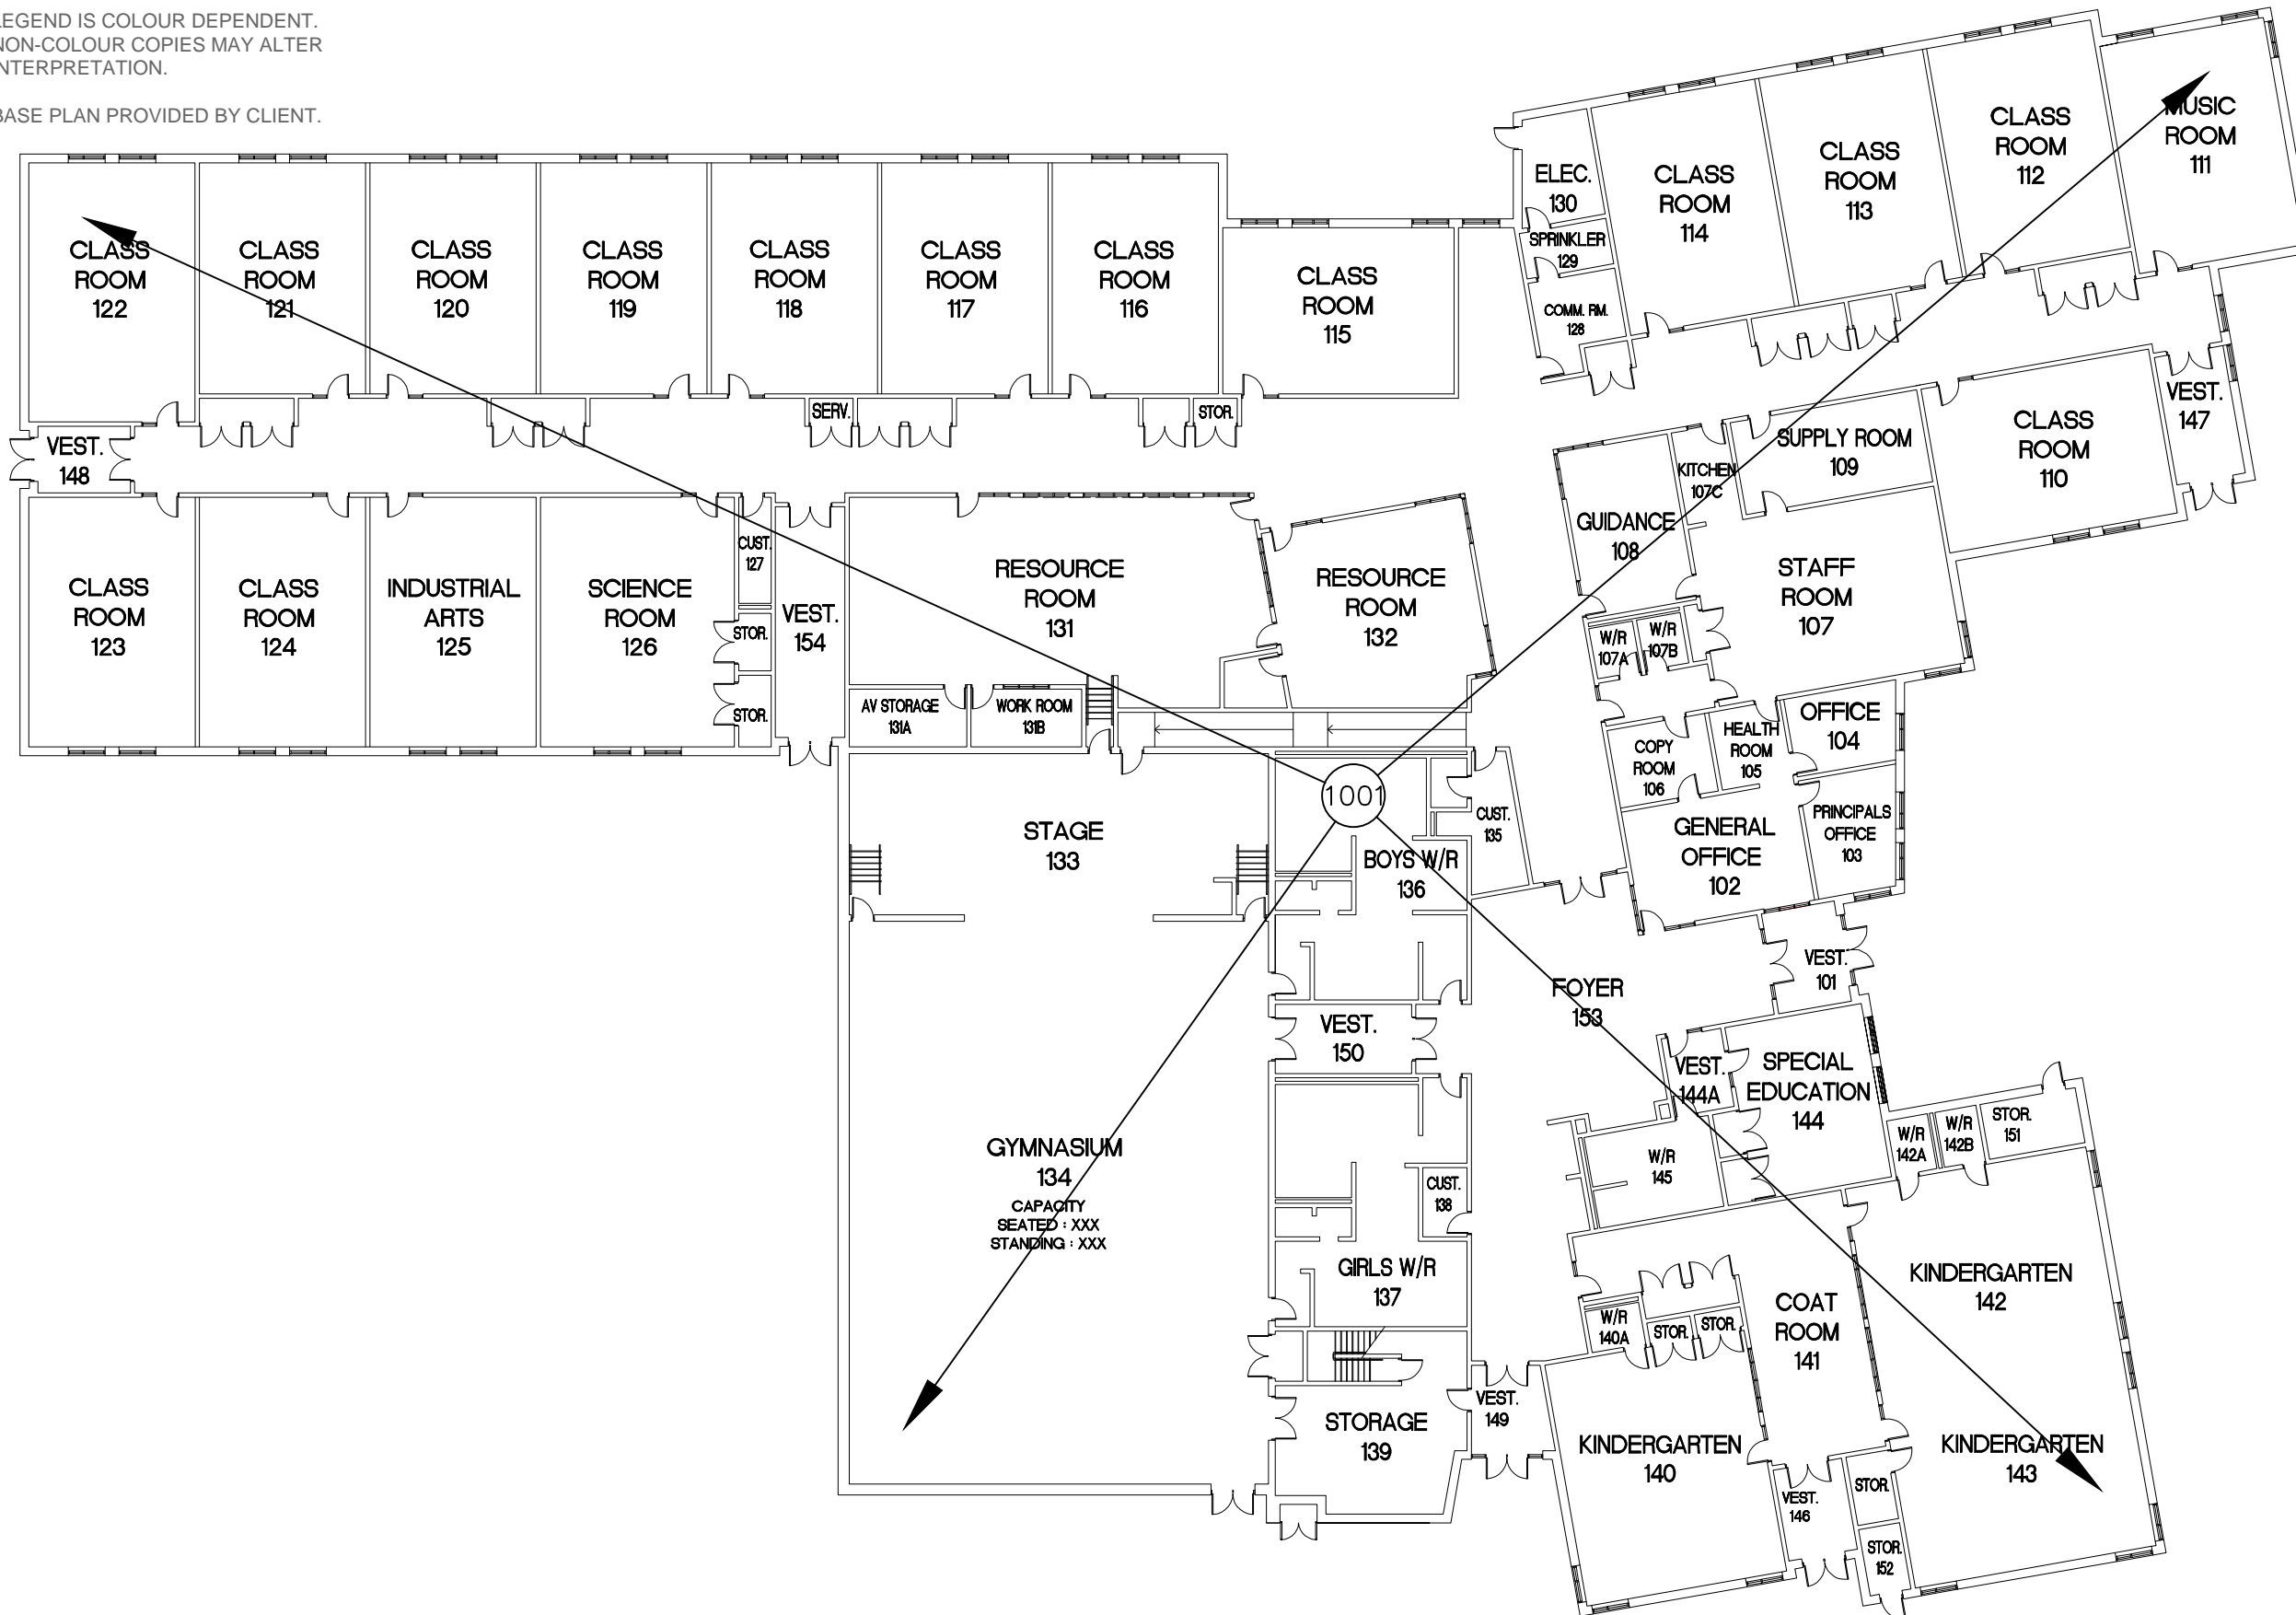 LEGEND IS COLOUR DEPENDENT.
NON-COLOUR COPIES MAY ALTER
INTERPRETATION.
BASE PLAN PROVIDED BY CLIENT.
CLASS
ROOM
122
CLASS
ROOM
121
CLASS
ROOM
120
CLASS
ROOM
119
CLASS
ROOM
118
CLASS
ROOM
117
CLASS
ROOM
116
CLASS
ROOM
115
ELEC.
130
SPRINKLER
129
COMM. RM.
128
CLASS
ROOM
114
CLASS
ROOM
113
CLASS
ROOM
112
MUSIC
ROOM
111
SERV.
STOR.
VEST.
148
VEST.
147
CLASS
ROOM
110
SUPPLY ROOM
109
KITCHEN
107C
GUIDANCE
108
STAFF
ROOM
107
CLASS
ROOM
123
CLASS
ROOM
124
INDUSTRIAL
ARTS
125
SCIENCE
ROOM
126
CUST.
127
STOR.
STOR.
VEST.
154
RESOURCE
ROOM
131
RESOURCE
ROOM
132
AV STORAGE
131A
WORK ROOM
131B
W/R
107A
W/R
107B
OFFICE
104
HEALTH
ROOM
105
COPY
ROOM
106
PRINCIPALS
OFFICE
103
GENERAL
OFFICE
102
1001
STAGE
133
CUST.
135
BOYS W/R
136
VEST.
101
FOYER
153
VEST.
150
VEST.
144A
SPECIAL
EDUCATION
144
W/R
142A
W/R
142B
STOR.
151
W/R
145
GYMNASIUM
134
CAPACITY
SEATED : XXX
STANDING : XXX
CUST.
138
GIRLS W/R
137
KINDERGARTEN
142
COAT
ROOM
141
W/R
140A
STOR.
STOR.
VEST.
149
STORAGE
139
KINDERGARTEN
140
KINDERGARTEN
143
STOR.
VEST.
146
STOR.
152